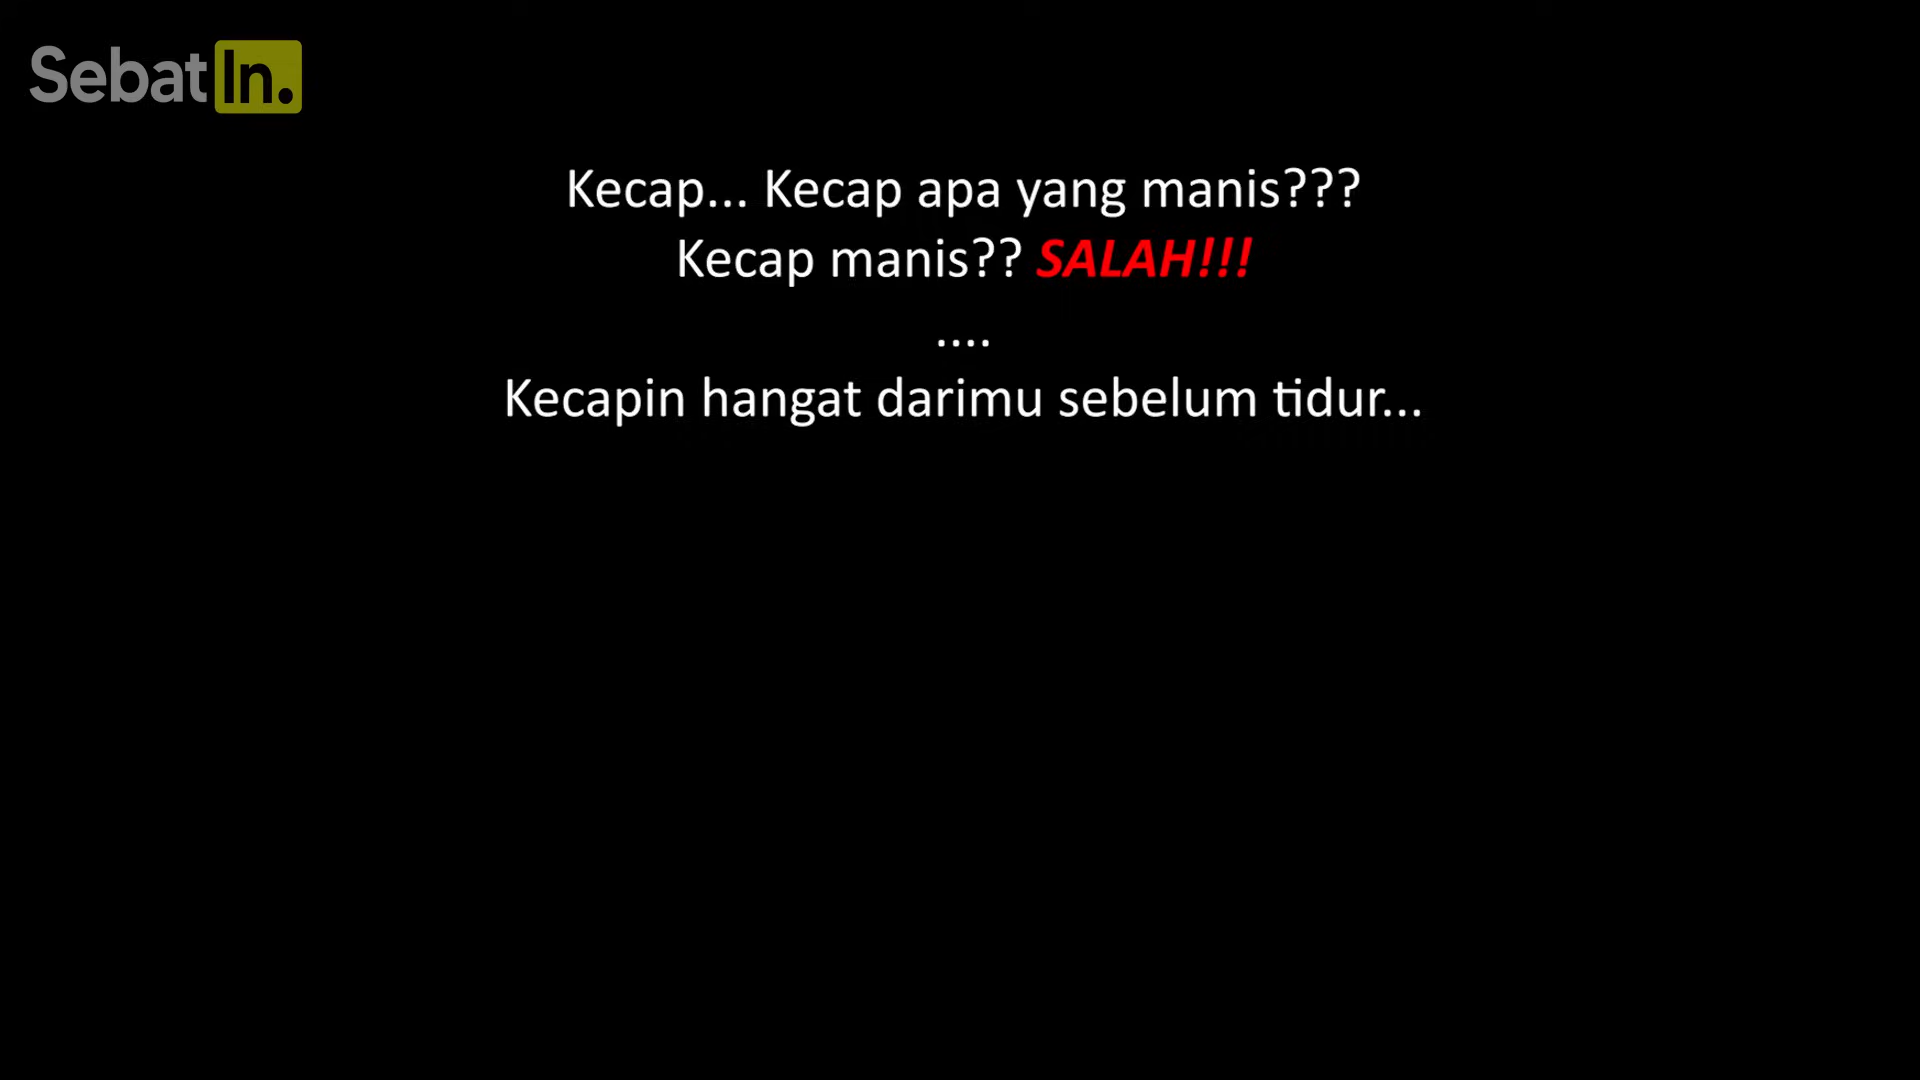 SebatIn.
Kecap... Kecap apa yang manis???
Kecap manis?? SALAH!!!
....
Kecapin hangat darimu sebelum tidur...